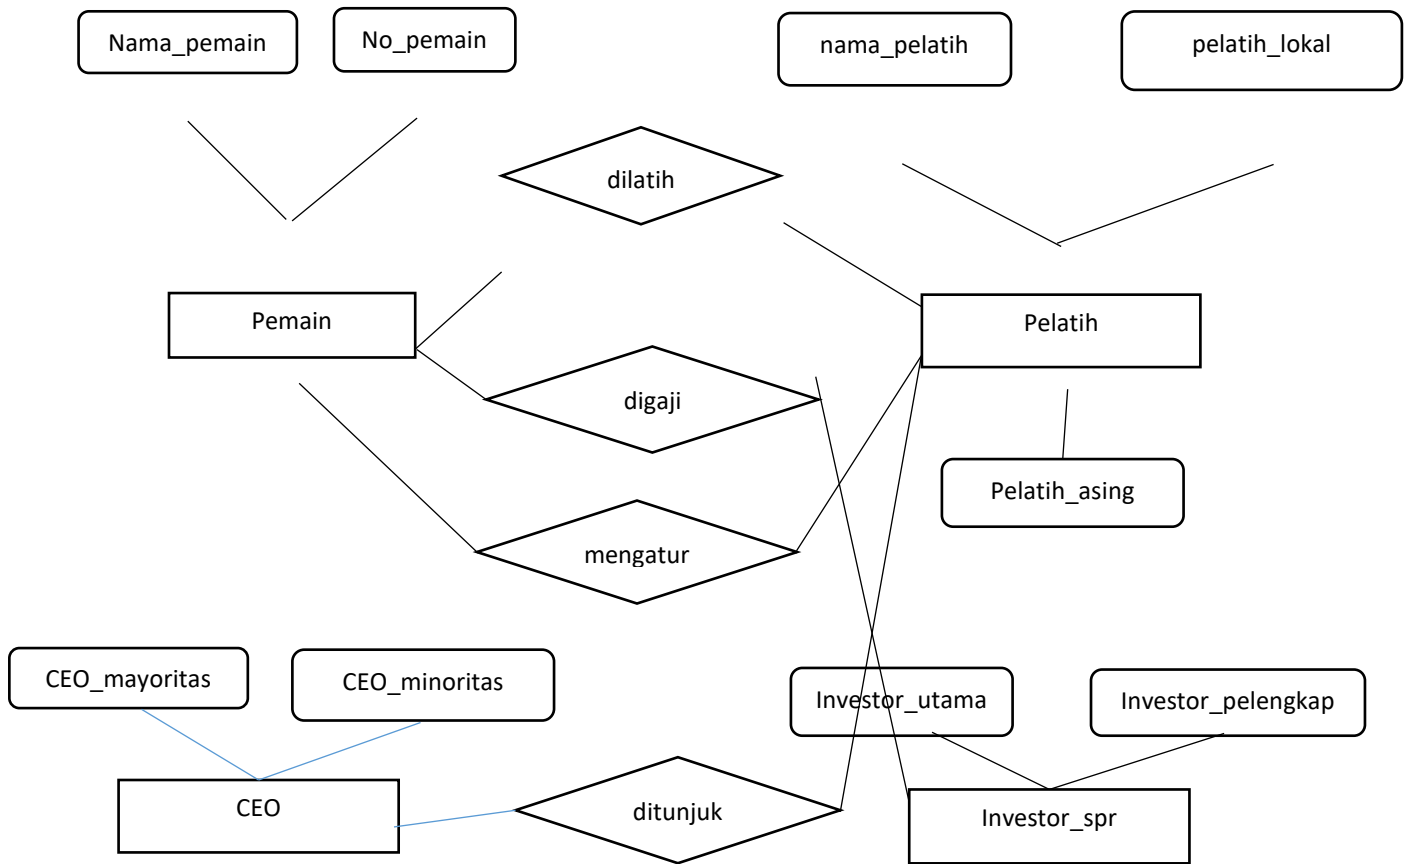 Nama_pemain
No_pemain
nama_pelatih
pelatih_lokal
dilatih
Pemain
Pelatih
digaji
Pelatih_asing
mengatur
CEO_mayoritas
CEO_minoritas
Investor_utama
Investor_pelengkap
CEO
ditunjuk
Investor_spr